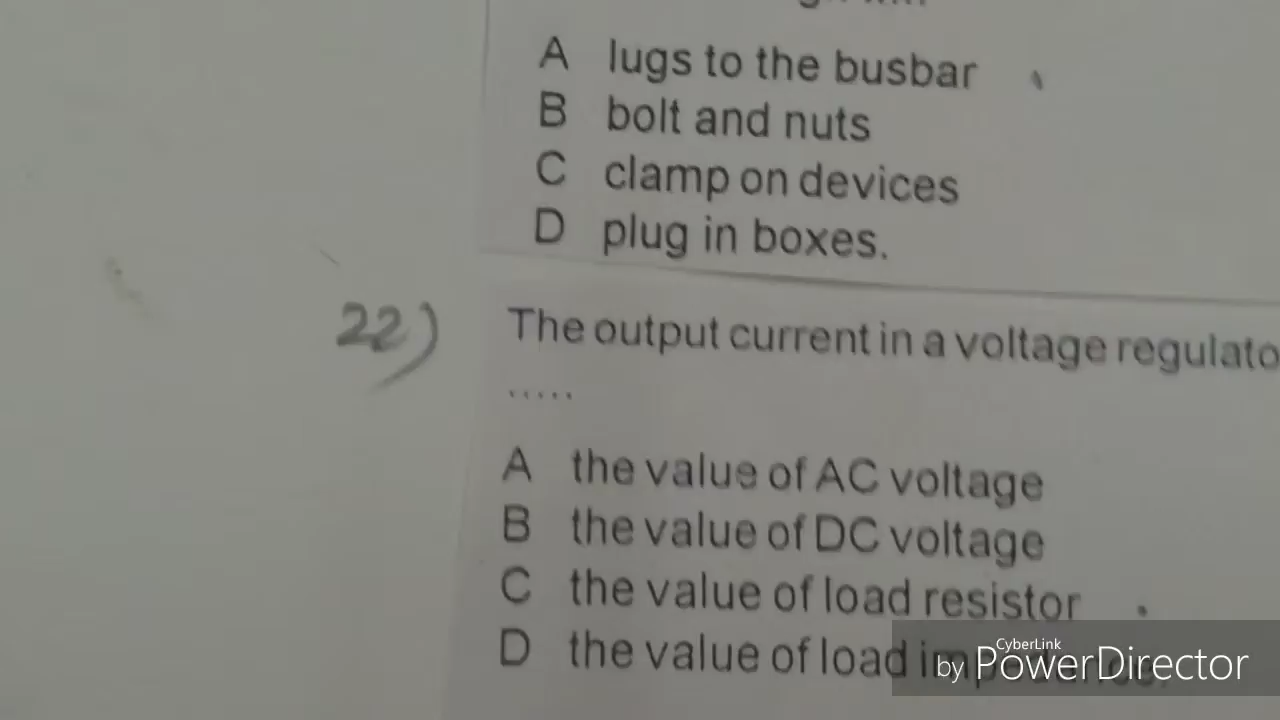 A lugs to the busbar
B bolt and nuts
C clamp on devices
D plug in boxes.
22) The output current in a voltage regulato
.....
A the value of AC voltage
B the value of DC voltage
C the value of load resistor
D the value of load
CyberLink
by PowerDirector